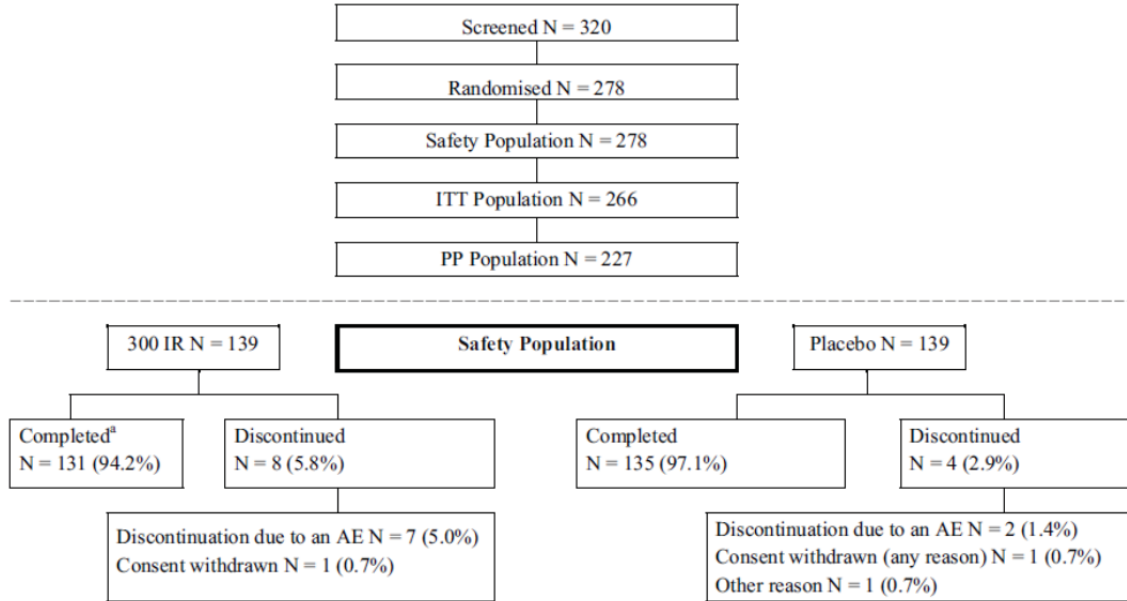 Screened N = 320
Randomised N = 278
Safety Population N = 278
ITT Population N = 266
PP Population N = 227
300 IR N = 139
Safety Population
Placebo N = 139
Completedª
N = 131 (94.2%)
Discontinued
N = 8 (5.8%)
Completed
N = 135 (97.1%)
Discontinued
N = 4 (2.9%)
Discontinuation due to an AE N = 7 (5.0%)
Consent withdrawn N = 1 (0.7%)
Discontinuation due to an AE N = 2 (1.4%)
Consent withdrawn (any reason) N = 1 (0.7%)
Other reason N = 1 (0.7%)